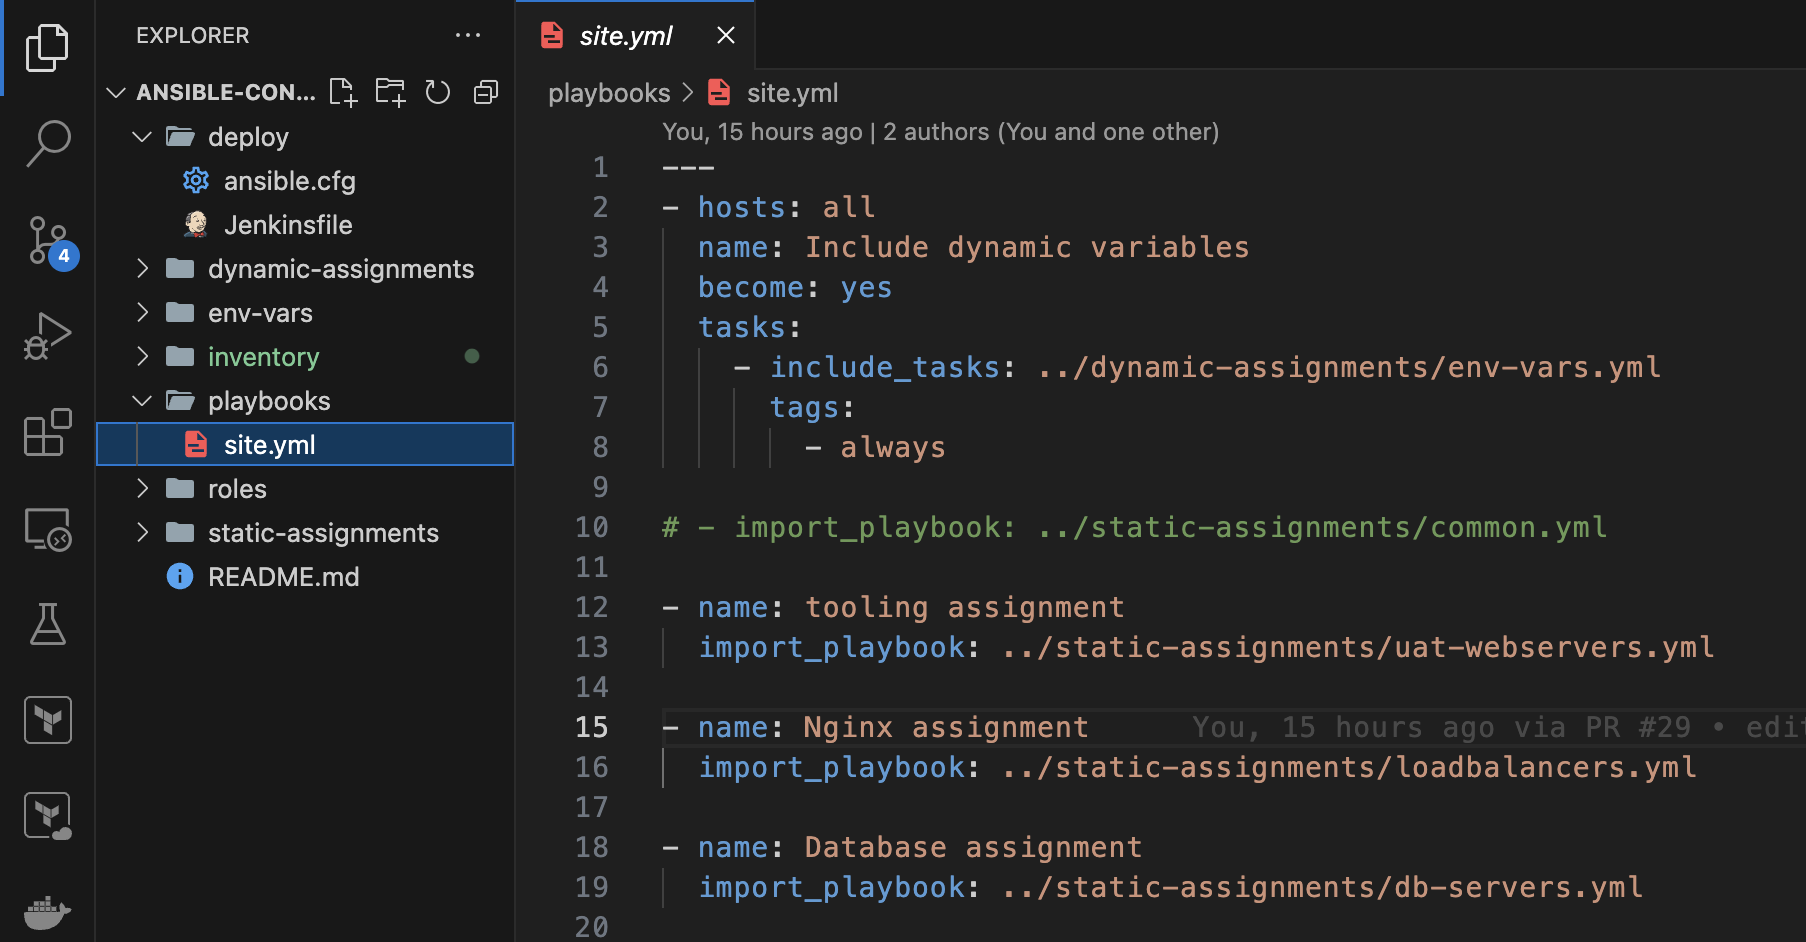 EXPLORER
ANSIBLE-CON...
deploy
ansible.cfg
Jenkinsfile
dynamic-assignments
env-vars
inventory
playbooks
site.yml
roles
static-assignments
README.md
4
site.yml
playbooks > site.yml
You, 15 hours ago | 2 authors (You and one other)
1 ---
2 - hosts: all
3   name: Include dynamic variables
4   become: yes
5   tasks:
6     - include_tasks: ../dynamic-assignments/env-vars.yml
7       tags:
8         - always
9
10 # - import_playbook: ../static-assignments/common.yml
11
12 - name: tooling assignment
13   import_playbook: ../static-assignments/uat-webservers.yml
14
15 - name: Nginx assignment You, 15 hours ago via PR #29 • edit
16   import_playbook: ../static-assignments/loadbalancers.yml
17
18 - name: Database assignment
19   import_playbook: ../static-assignments/db-servers.yml
20